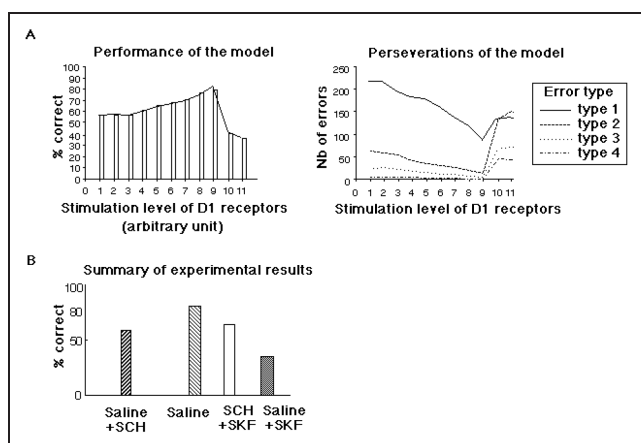 A
Performance of the model
% correct
100
90
80
70
60
50
40
30
20
10
0
0 1 2 3 4 5 6 7 8 9 10 11
Stimulation level of D1 receptors
(arbitrary unit)
Perseverations of the model
Nb of errors
250
200
150
100
50
0
0 1 2 3 4 5 6 7 8 9 10 11
Stimulation level of D1 receptors
Error type
type 1
type 2
type 3
type 4
B
Summary of experimental results
% correct
100
80
50
0
Saline
+SCH
Saline
SCH
+SKF
Saline
+SKF